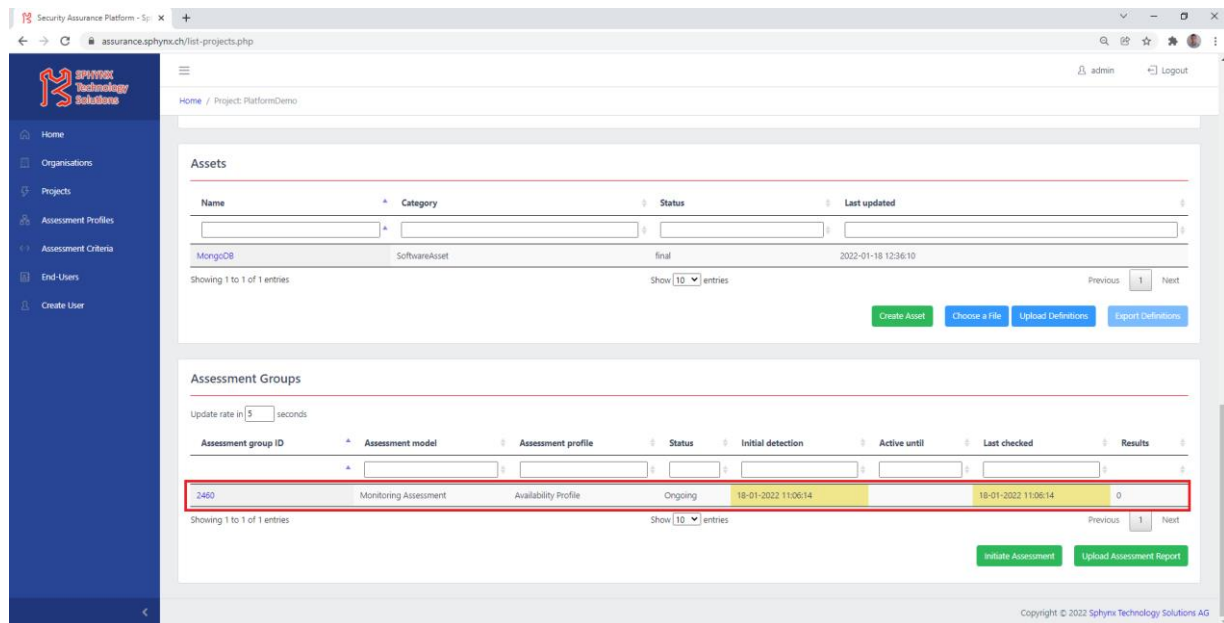 Security Assurance Platform - Sp
assurance.sphynx.ch/list-projects.php
SPHYNX
Technology
Solutions
admin
Logout
Home / Project: PlatformDemo
Home
Organisations
Projects
Assessment Profiles
Assessment Criteria
End-Users
Create User
Assets
Name Category Status Last updated
MongoDB SoftwareAsset final 2022-01-18 12:36:10
Showing 1 to 1 of 1 entries Show 10 entries Previous 1 Next
Create Asset Choose a File Upload Definitions Export Definitions
Assessment Groups
Update rate in 5 seconds
Assessment group ID Assessment model Assessment profile Status Initial detection Active until Last checked Results
2460 Monitoring Assessment Availability Profile Ongoing 18-01-2022 11:06:14 18-01-2022 11:06:14 0
Showing 1 to 1 of 1 entries Show 10 entries Previous 1 Next
Initiate Assessment Upload Assessment Report
Copyright © 2022 Sphynx Technology Solutions AG